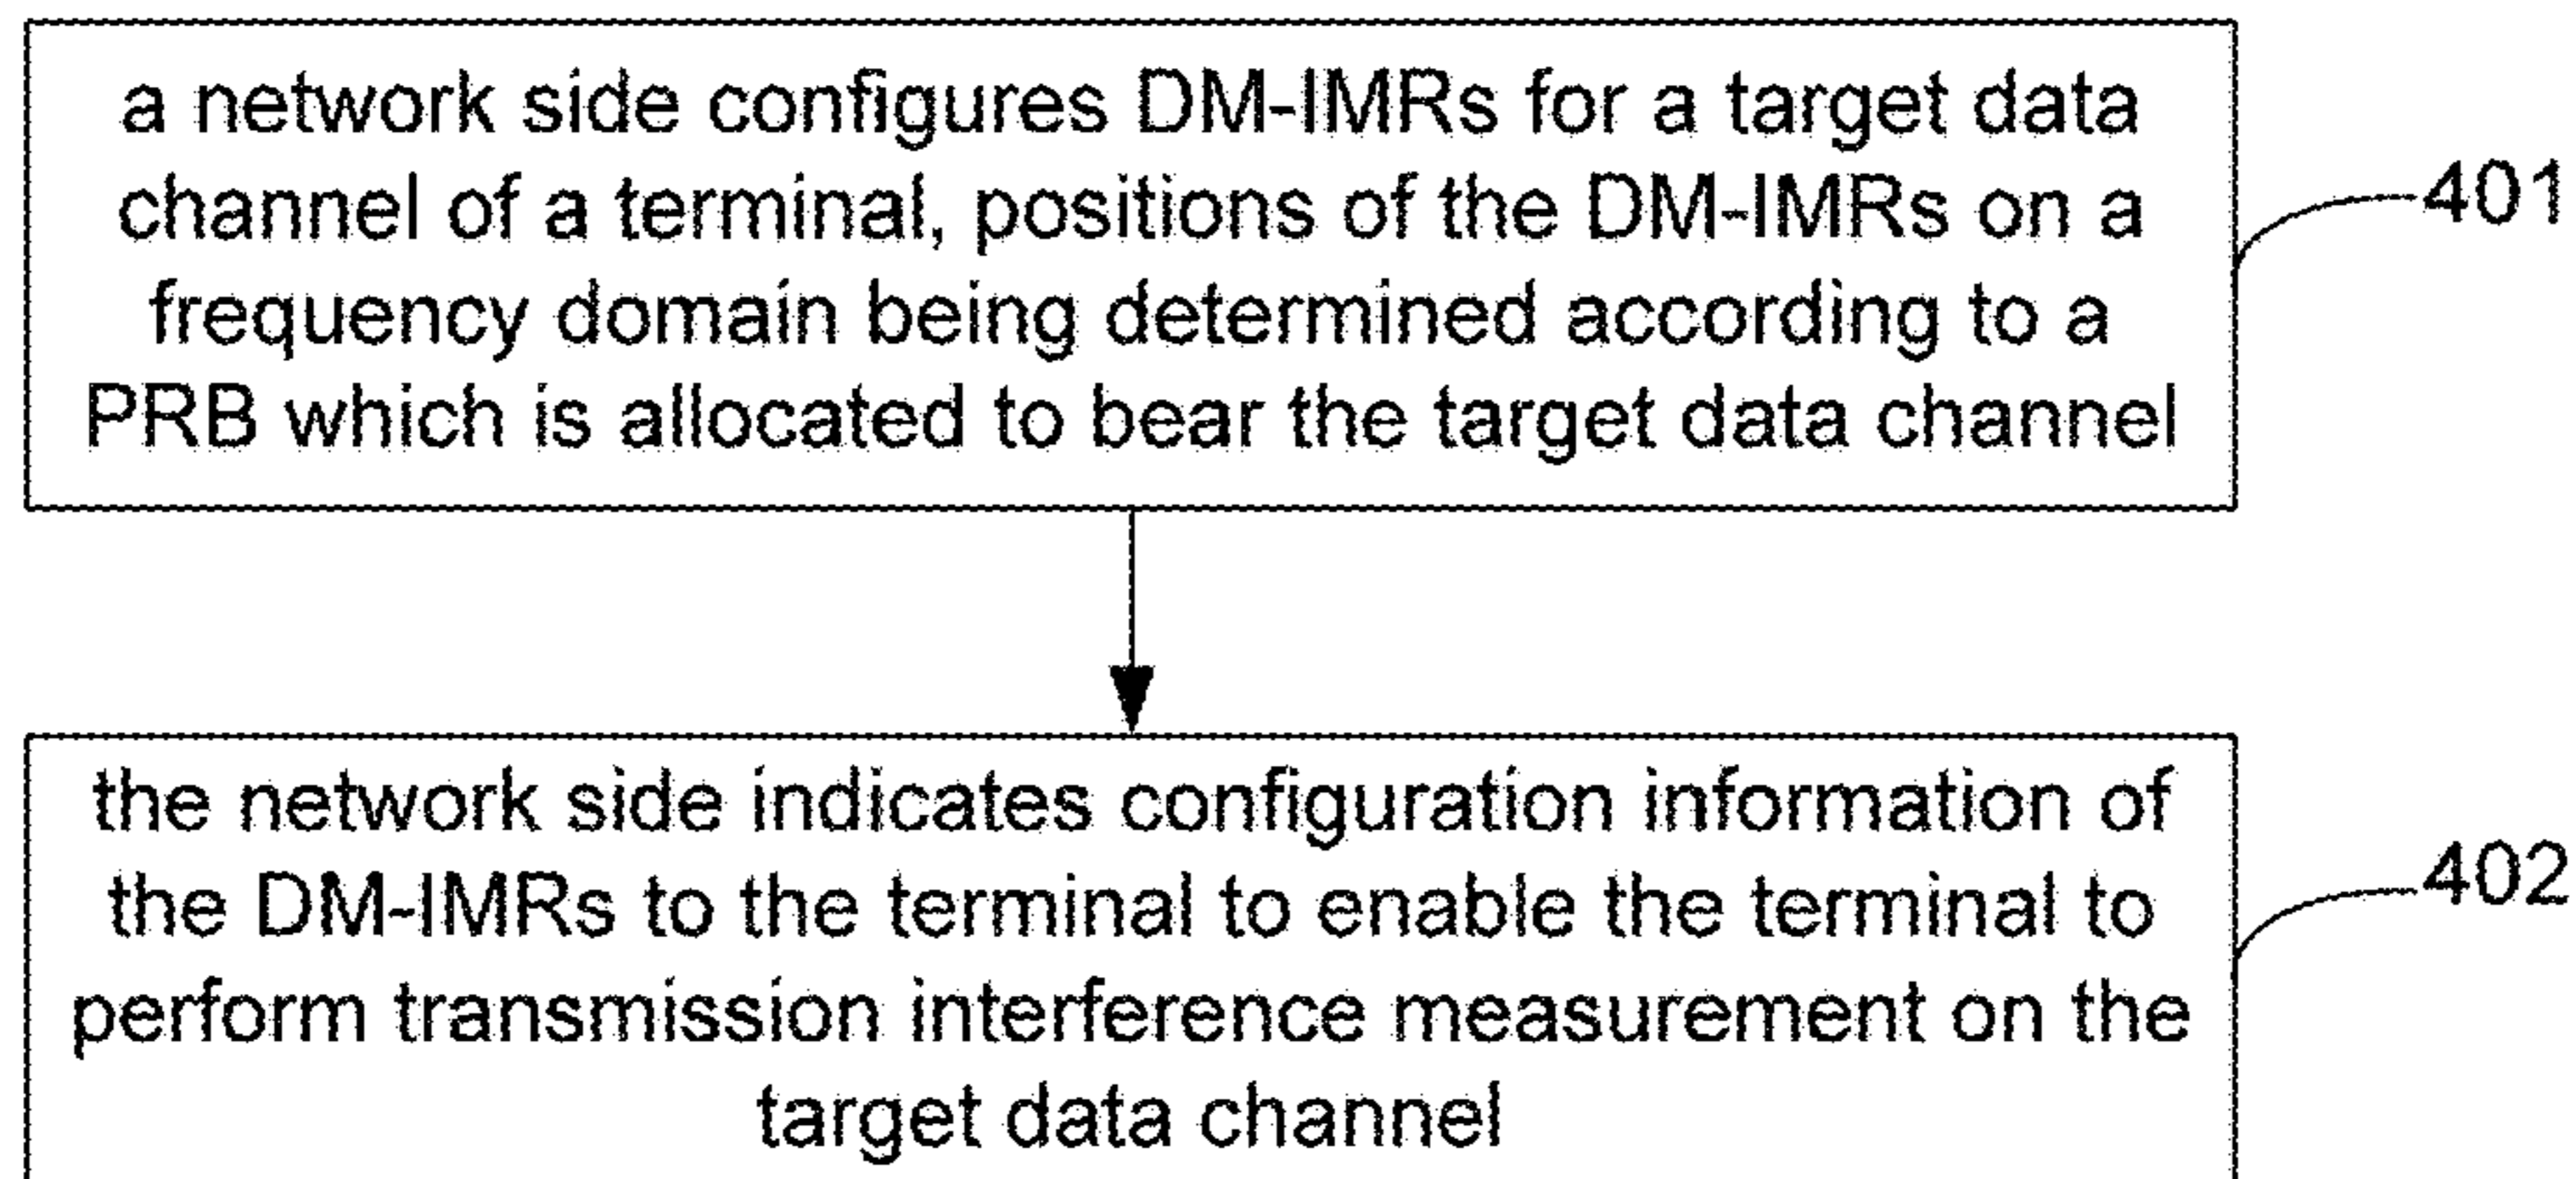 a network side configures DM-IMRs for a target data
channel of a terminal, positions of the DM-IMRs on a
frequency domain being determined according to a
PRB which is allocated to bear the target data channel
401
the network side indicates configuration information of
the DM-IMRs to the terminal to enable the terminal to
perform transmission interference measurement on the
target data channel
402